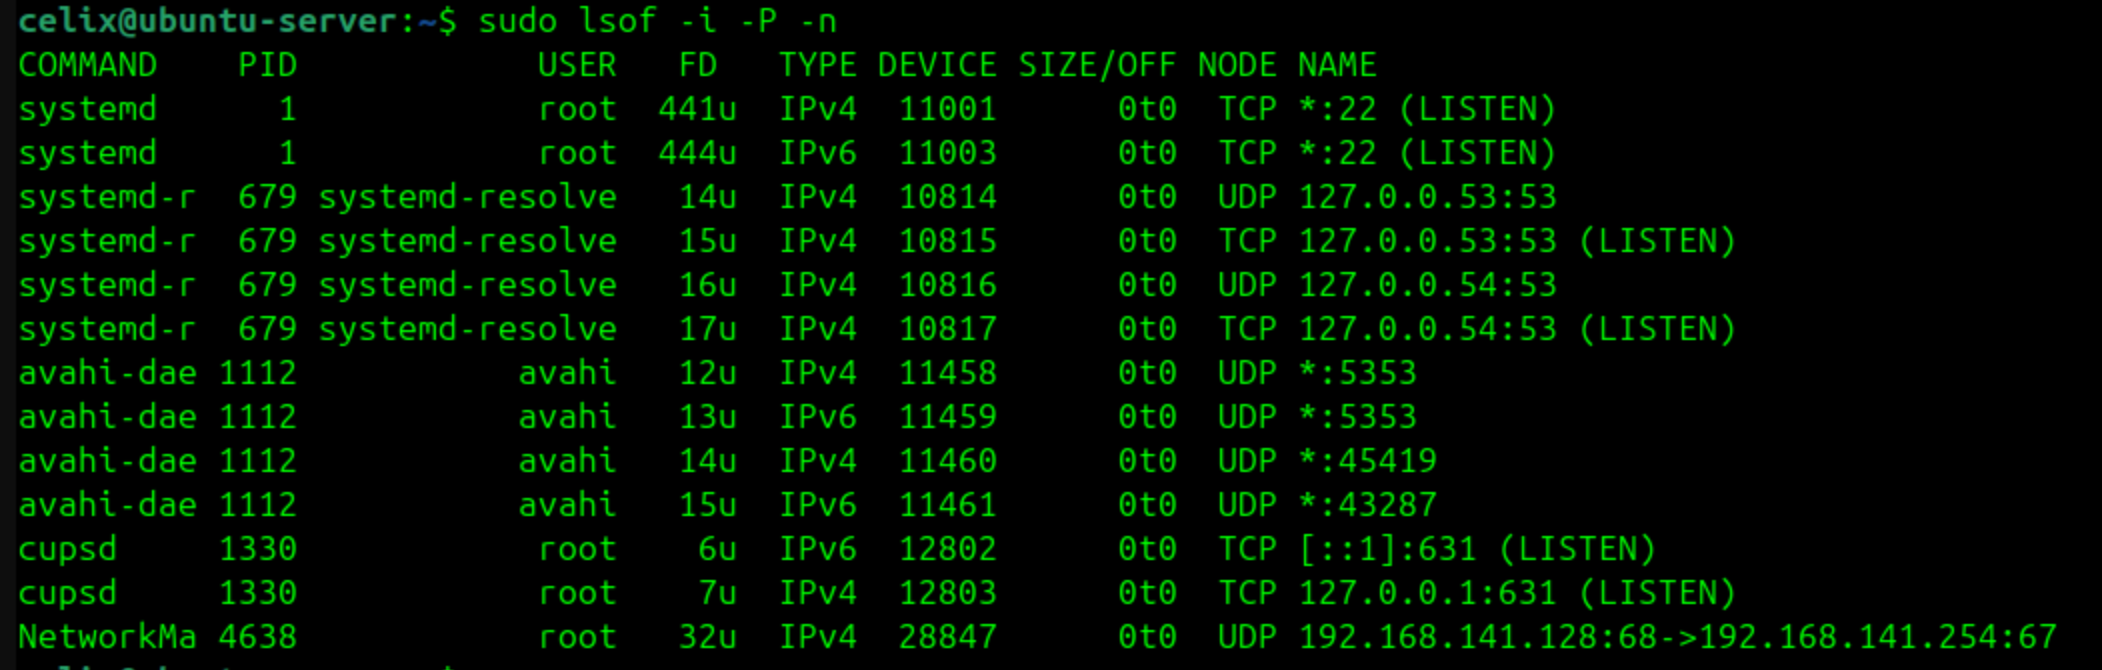 celix@ubuntu-server:~$ sudo lsof -i -P -n
COMMAND    PID            USER   FD   TYPE DEVICE SIZE/OFF NODE NAME
systemd      1            root  441u  IPv4  11001      0t0  TCP *:22 (LISTEN)
systemd      1            root  444u  IPv6  11003      0t0  TCP *:22 (LISTEN)
systemd-r  679 systemd-resolve   14u  IPv4  10814      0t0  UDP 127.0.0.53:53
systemd-r  679 systemd-resolve   15u  IPv4  10815      0t0  TCP 127.0.0.53:53 (LISTEN)
systemd-r  679 systemd-resolve   16u  IPv4  10816      0t0  UDP 127.0.0.54:53
systemd-r  679 systemd-resolve   17u  IPv4  10817      0t0  TCP 127.0.0.54:53 (LISTEN)
avahi-dae 1112           avahi   12u  IPv4  11458      0t0  UDP *:5353
avahi-dae 1112           avahi   13u  IPv6  11459      0t0  UDP *:5353
avahi-dae 1112           avahi   14u  IPv4  11460      0t0  UDP *:45419
avahi-dae 1112           avahi   15u  IPv6  11461      0t0  UDP *:43287
cupsd     1330            root    6u  IPv6  12802      0t0  TCP [::1]:631 (LISTEN)
cupsd     1330            root    7u  IPv4  12803      0t0  TCP 127.0.0.1:631 (LISTEN)
NetworkMa 4638            root   32u  IPv4  28847      0t0  UDP 192.168.141.128:68->192.168.141.254:67